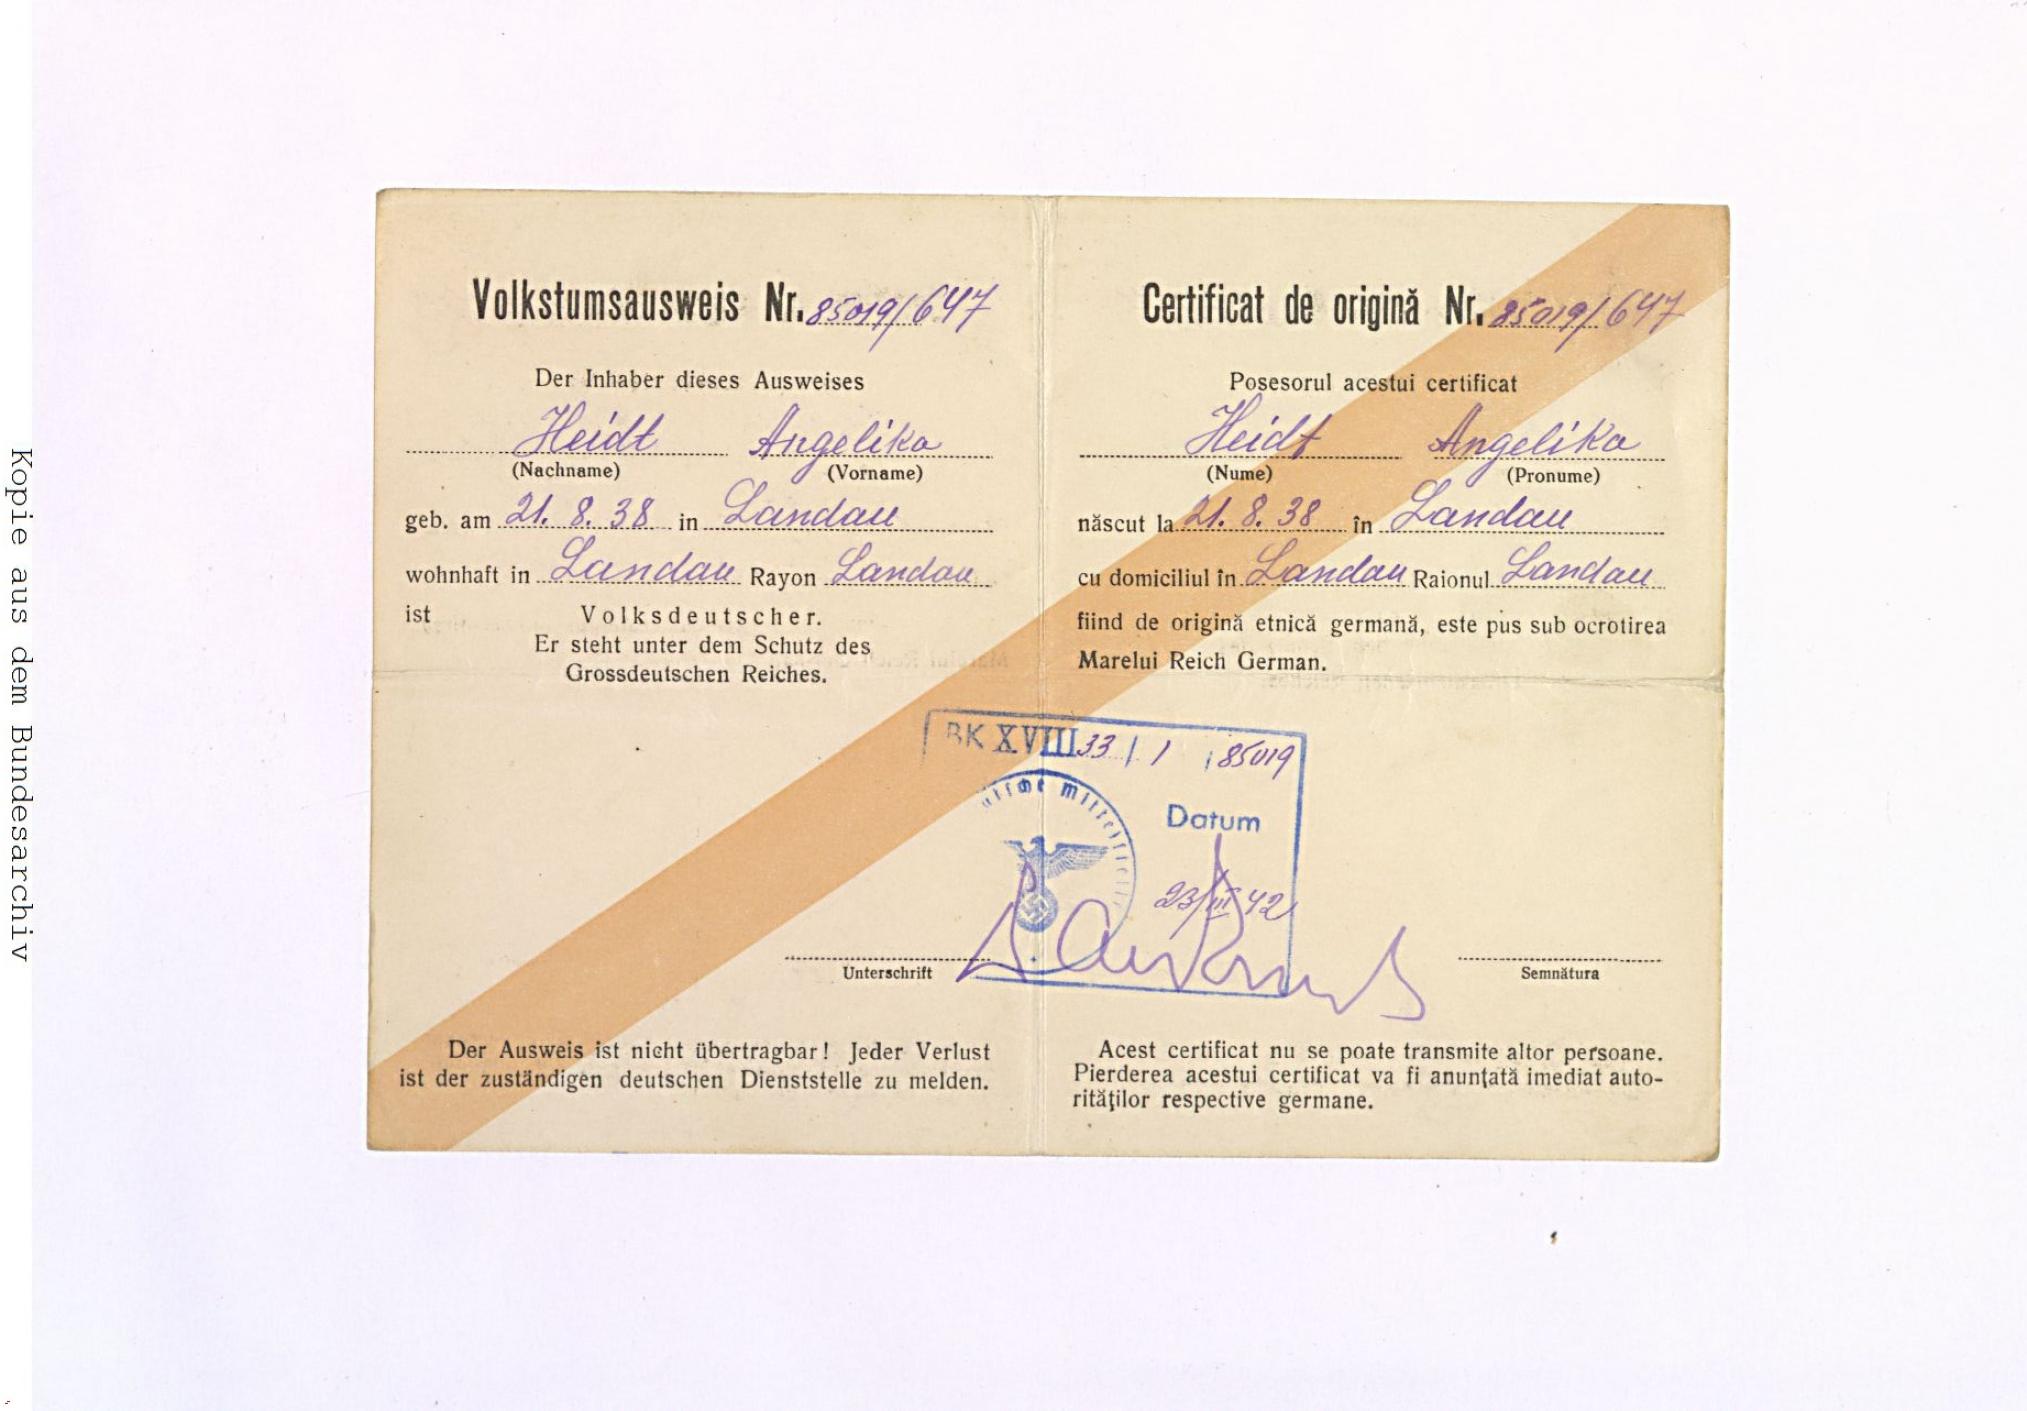 Kopie aus dem Bundesarchiv
Volkstumsausweis Nr. 85019/647
Der Inhaber dieses Ausweises
Heidt Angelika
(Nachname) (Vorname)
geb. am 21. 8. 38 in Landau
wohnhaft in Landau Rayon Landau
ist Volksdeutscher.
Er steht unter dem Schutz des
Grossdeutschen Reiches.
Unterschrift
Der Ausweis ist nicht übertragbar! Jeder Verlust
ist der zuständigen deutschen Dienststelle zu melden.
Certificat de origină Nr. 85019/647
Posesorul acestui certificat
Heidt Angelika
(Nume) (Pronume)
născut la 21. 8. 38 în Landau
cu domiciliul în Landau Raionul Landau
fiind de origină etnică germană, este pus sub ocrotirea
Marelui Reich German.
BK XVIII 33 / 1 / 85019
Datum
23/III 42
Semnătura
Acest certificat nu se poate transmite altor persoane.
Pierderea acestui certificat va fi anunțată imediat auto-
rităților respective germane.